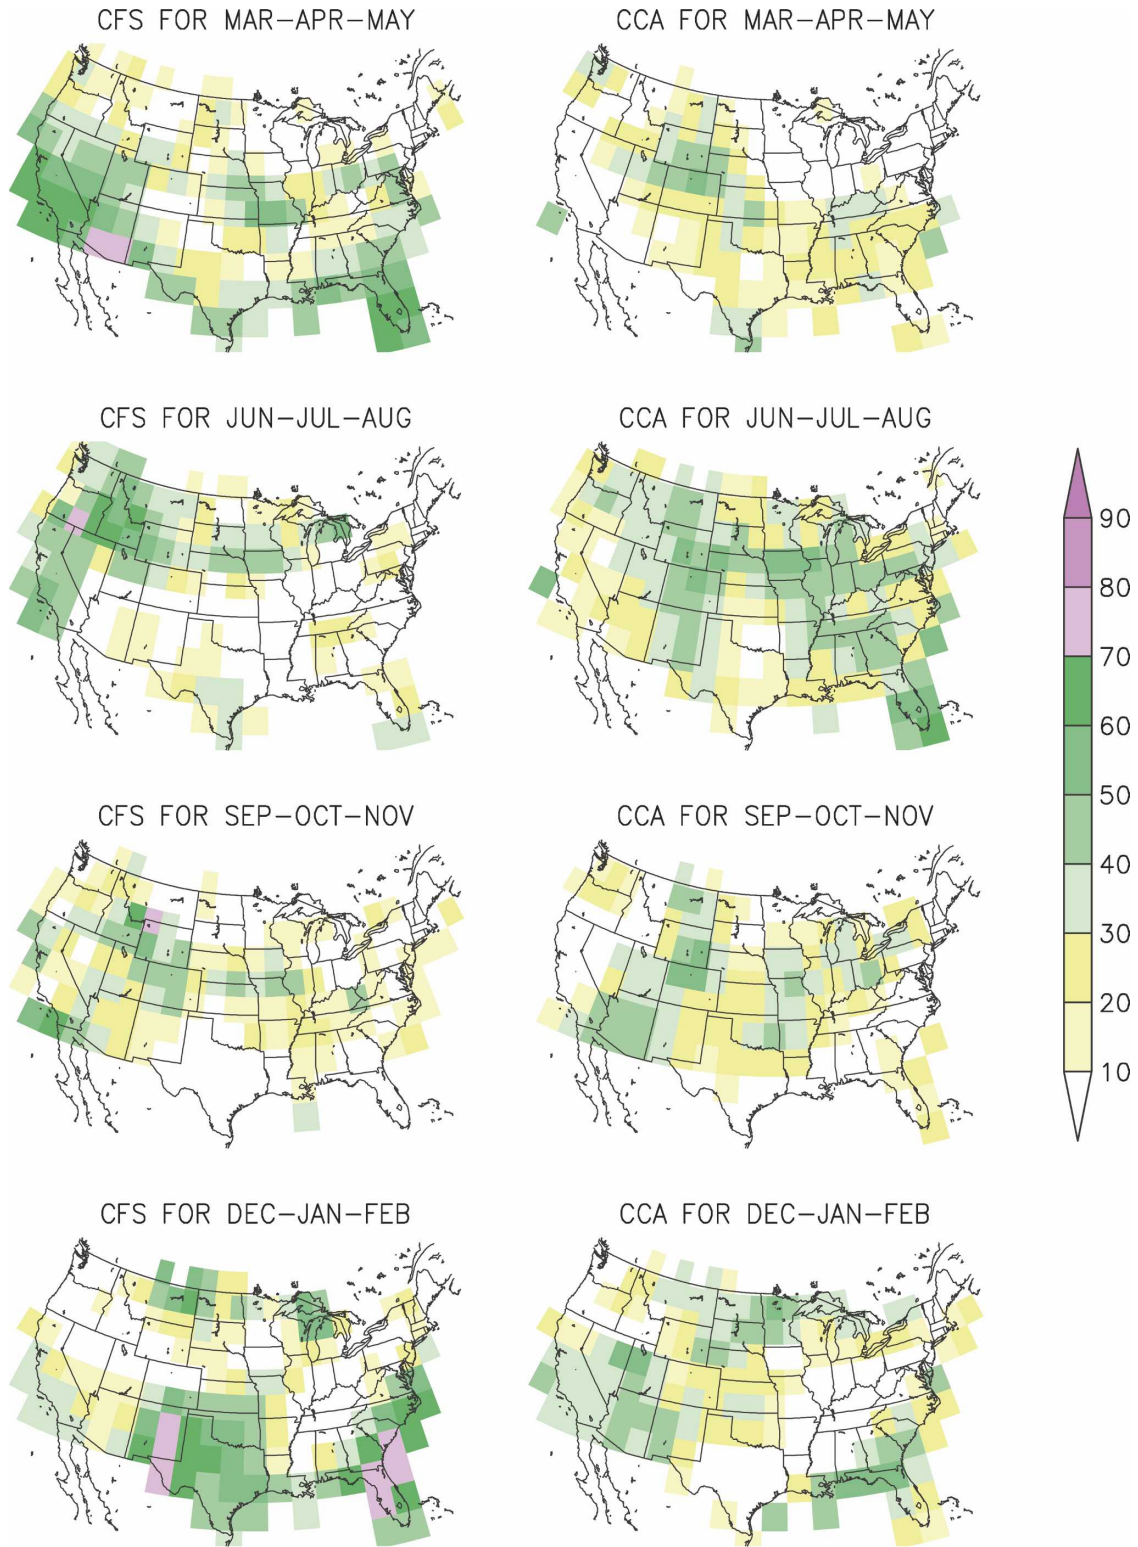 CFS FOR MAR-APR-MAY
CCA FOR MAR-APR-MAY
CFS FOR JUN-JUL-AUG
CCA FOR JUN-JUL-AUG
90
80
70
60
50
40
30
20
10
CFS FOR SEP-OCT-NOV
CCA FOR SEP-OCT-NOV
CFS FOR DEC-JAN-FEB
CCA FOR DEC-JAN-FEB